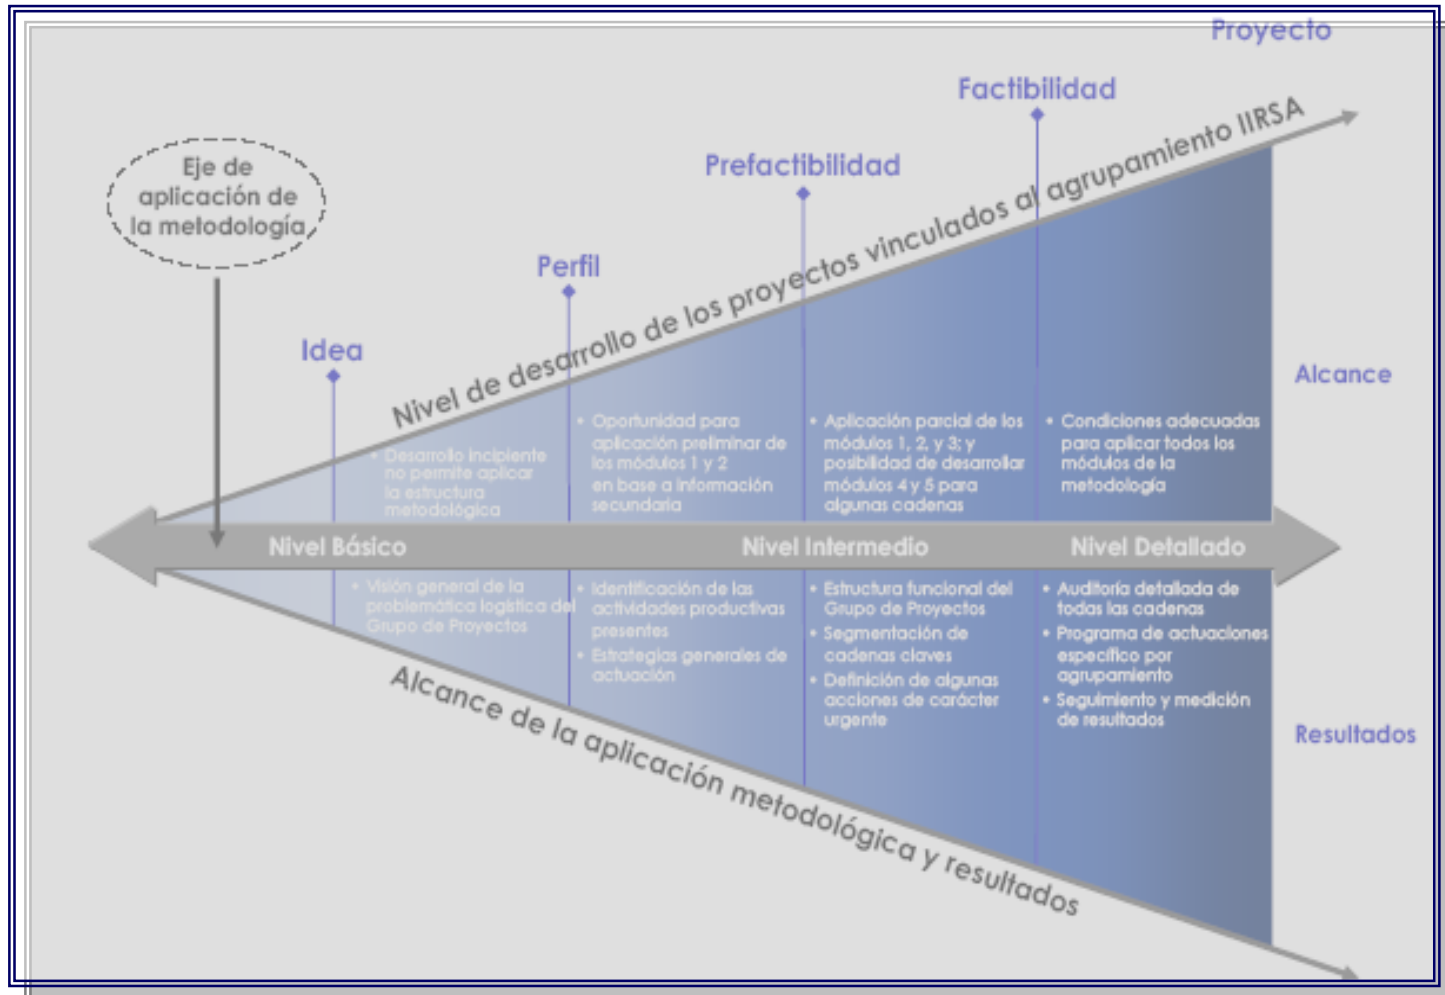 Proyecto
Factibilidad
Prefactibilidad
Perfil
Idea
Eje de
aplicación de
la metodología
Nivel de desarrollo de los proyectos vinculados al agrupamiento IIRSA
Alcance
• Desarrollo incipiente
no permite aplicar
la estructura
metodológica
• Oportunidad para
aplicación preliminar de
los módulos 1 y 2
en base a información
secundaria
• Aplicación parcial de los
módulos 1, 2, y 3; y
posibilidad de desarrollar
módulos 4 y 5 para
algunas cadenas
• Condiciones adecuadas
para aplicar todos los
módulos de la
metodología
Nivel Básico
Nivel Intermedio
Nivel Detallado
• Visión general de la
problemática logística del
Grupo de Proyectos
• Identificación de las
actividades productivas
presentes
• Estrategias generales de
actuación
• Estructura funcional del
Grupo de Proyectos
• Segmentación de
cadenas claves
• Definición de algunas
acciones de carácter
urgente
• Auditoría detallada de
todas las cadenas
• Programa de actuaciones
específico por
agrupamiento
• Seguimiento y medición
de resultados
Resultados
Alcance de la aplicación metodológica y resultados